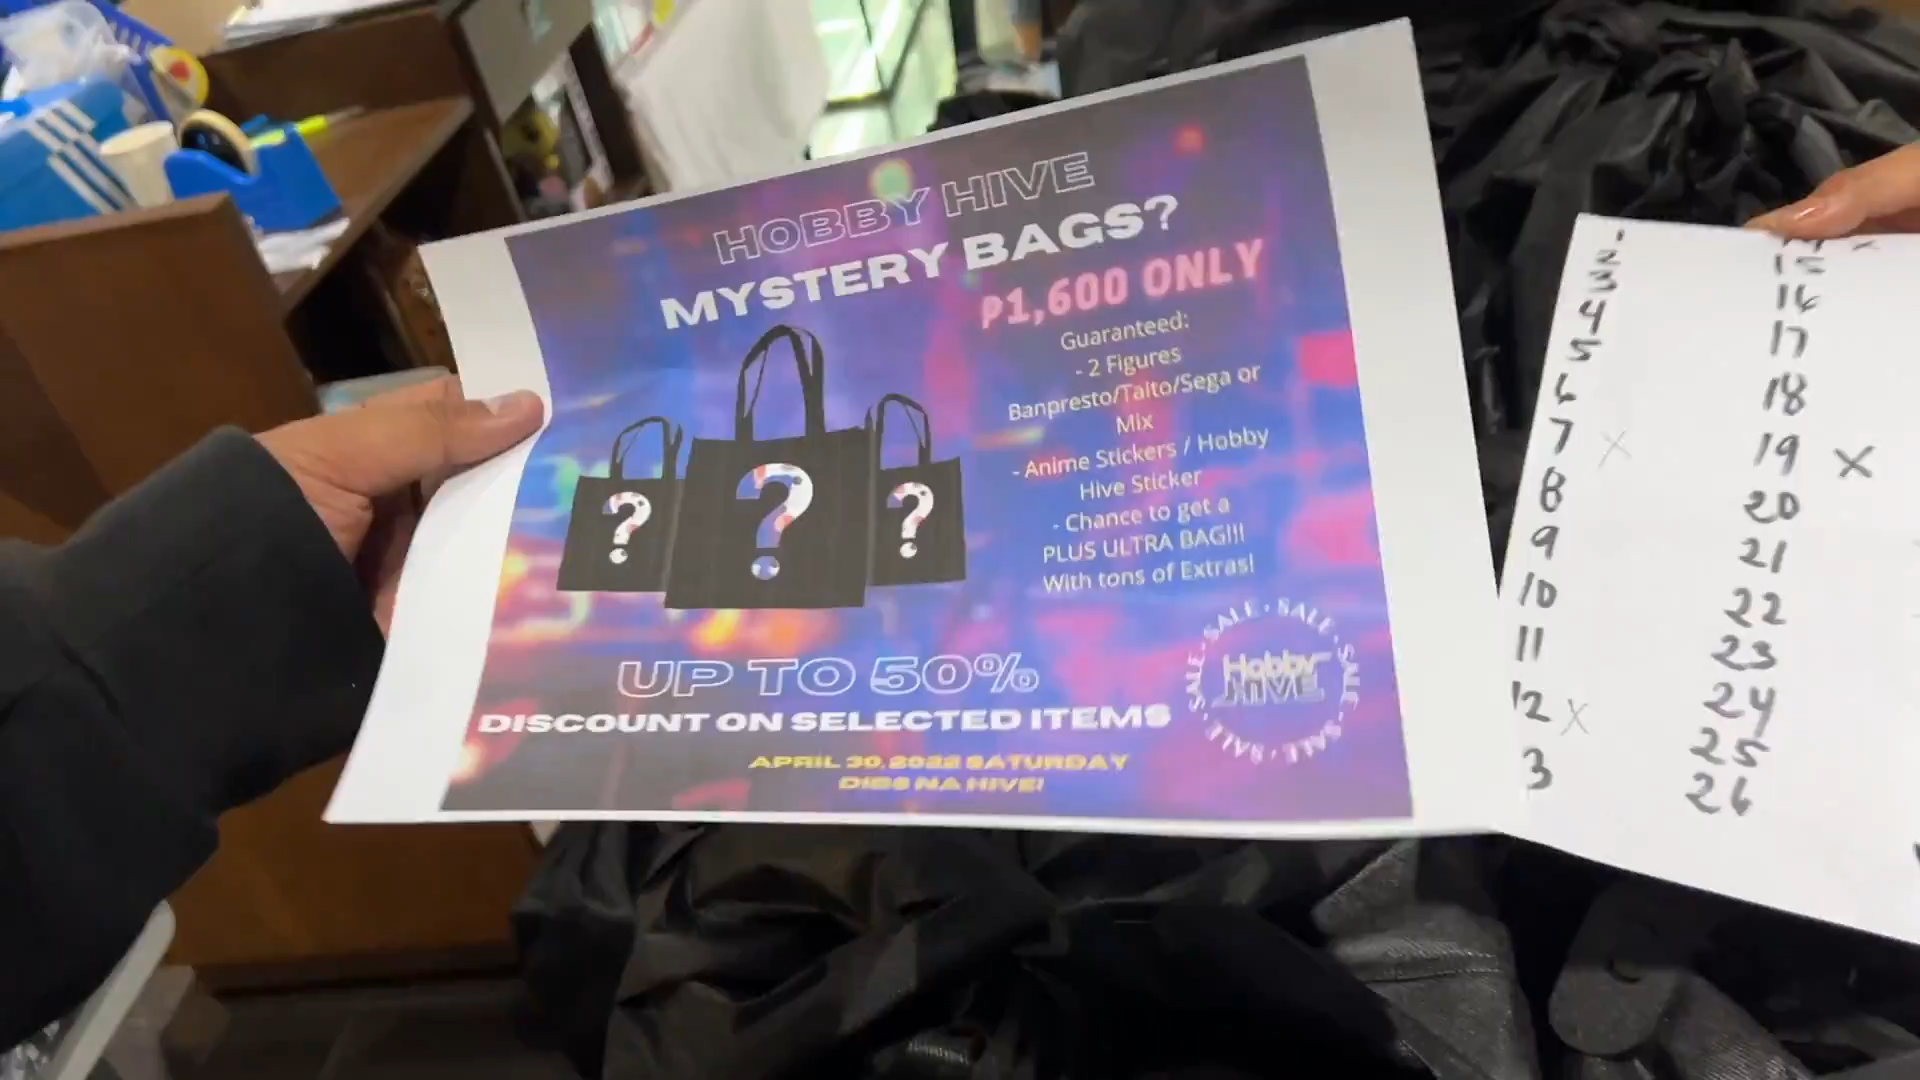 HOBBY HIVE
MYSTERY BAGS?
₱1,600 ONLY
Guaranteed:
- 2 Figures
Banpresto/Taito/Sega or
Mix
- Anime Stickers / Hobby
Hive Sticker
- Chance to get a
PLUS ULTRA BAG!!!
With tons of Extras!
? ? ?
UP TO 50%
DISCOUNT ON SELECTED ITEMS
APRIL 30, 2022 SATURDAY
DIBS NA HIVE!
SALE · SALE · SALE · SALE · SALE ·
Hobby
HIVE
2
3
4
5
6
7 X
8
9
10
11
12 X
3
15
16
17
18
19 X
20
21
22
23
24
25
26